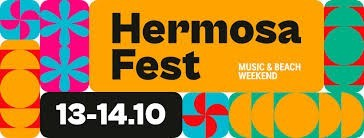 Hermosa
Fest
MUSIC & BEACH
WEEKEND
13-14.10